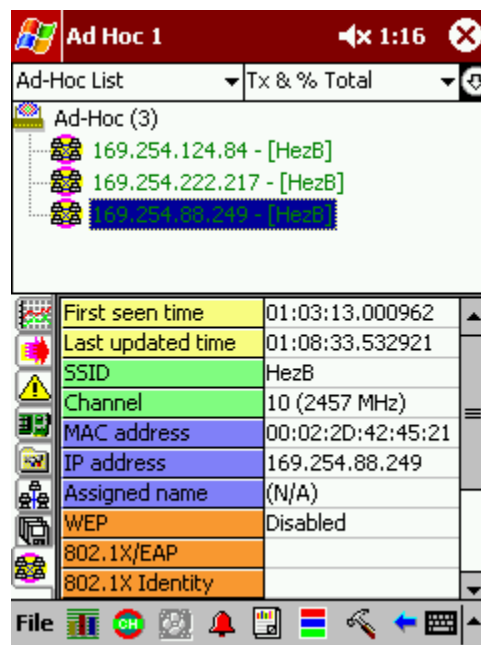 Ad Hoc 1 1:16
Ad-Hoc List Tx & % Total
Ad-Hoc (3)
169.254.124.84 - [HezB]
169.254.222.217 - [HezB]
169.254.88.249 - [HezB]
First seen time 01:03:13.000962
Last updated time 01:08:33.532921
SSID HezB
Channel 10 (2457 MHz)
MAC address 00:02:2D:42:45:21
IP address 169.254.88.249
Assigned name (N/A)
WEP Disabled
802.1X/EAP
802.1X Identity
File CH